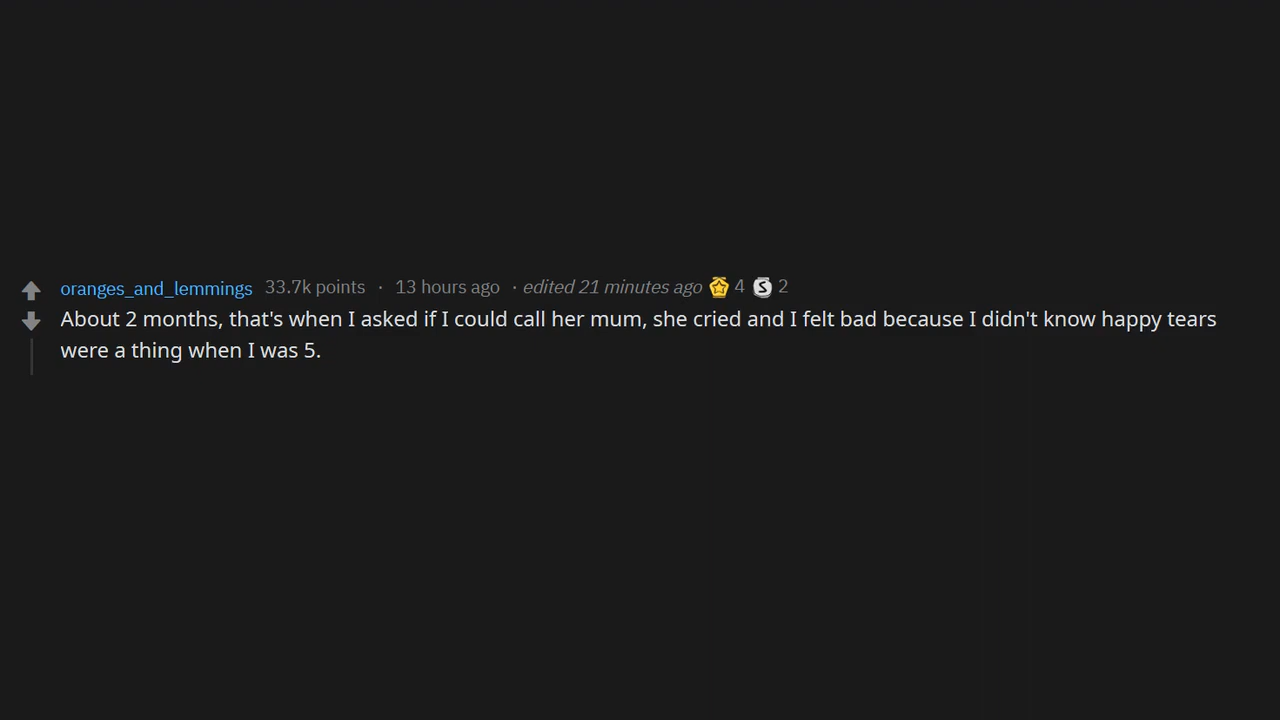 oranges_and_lemmings 33.7k points · 13 hours ago · edited 21 minutes ago 4 S 2
About 2 months, that's when I asked if I could call her mum, she cried and I felt bad because I didn't know happy tears
were a thing when I was 5.